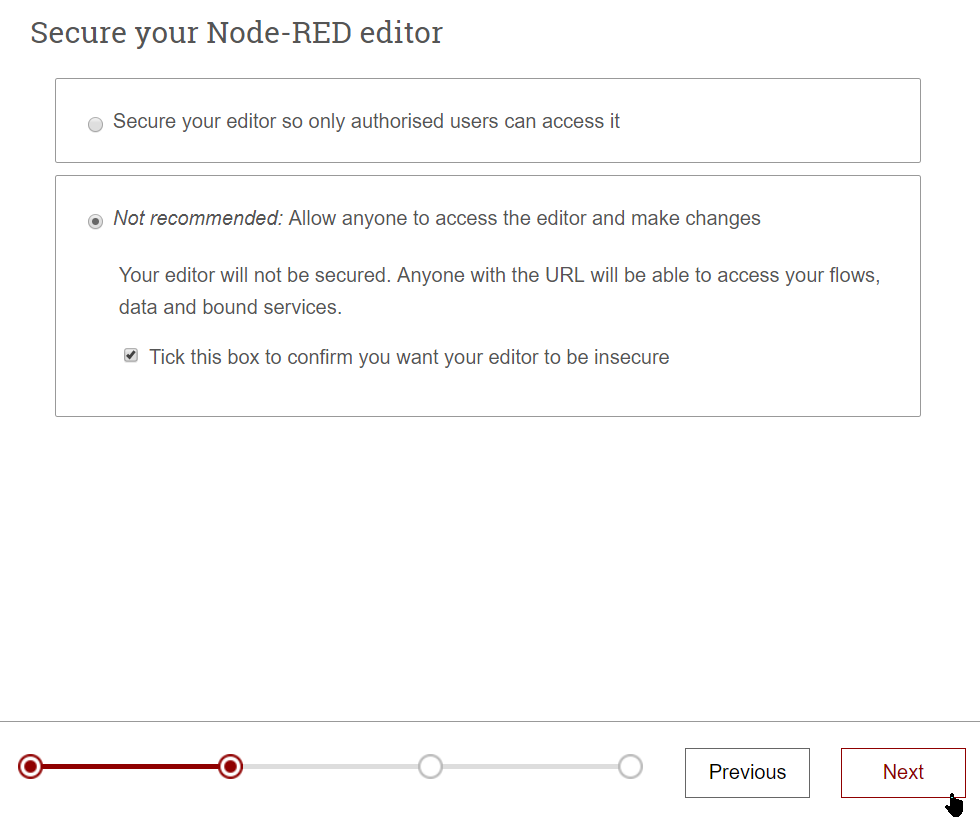 Secure your Node-RED editor
Secure your editor so only authorised users can access it
Not recommended: Allow anyone to access the editor and make changes
Your editor will not be secured. Anyone with the URL will be able to access your flows,
data and bound services.
Tick this box to confirm you want your editor to be insecure
Previous
Next